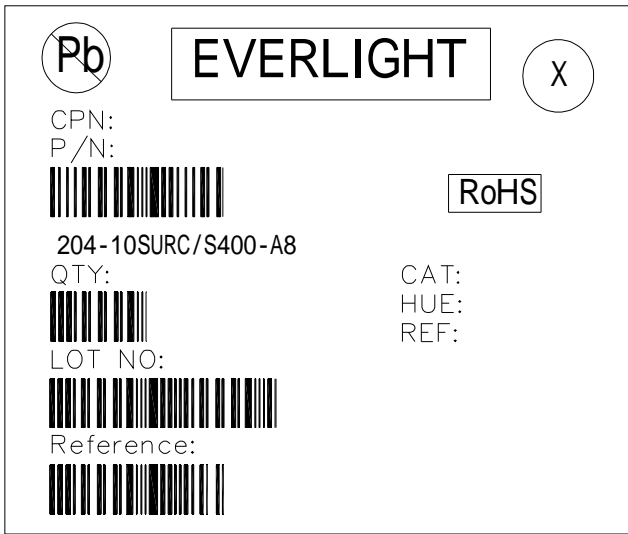 Pb
EVERLIGHT
X
CPN:
P/N:
RoHS
204-10SURC/S400-A8
QTY:
CAT:
HUE:
REF:
LOT NO:
Reference: